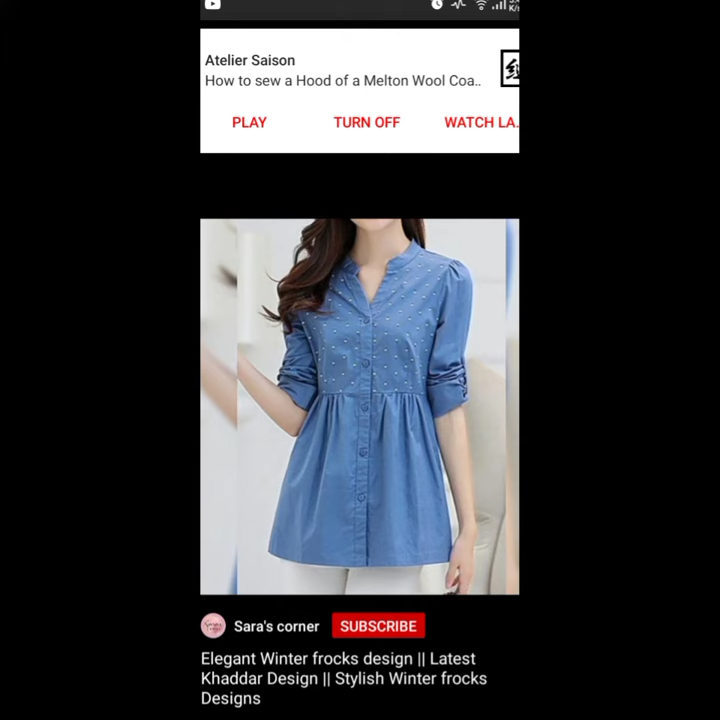 Atelier Saison
How to sew a Hood of a Melton Wool Coa..
PLAY TURN OFF WATCH LA.
Sara's corner SUBSCRIBE
Elegant Winter frocks design || Latest
Khaddar Design || Stylish Winter frocks
Designs